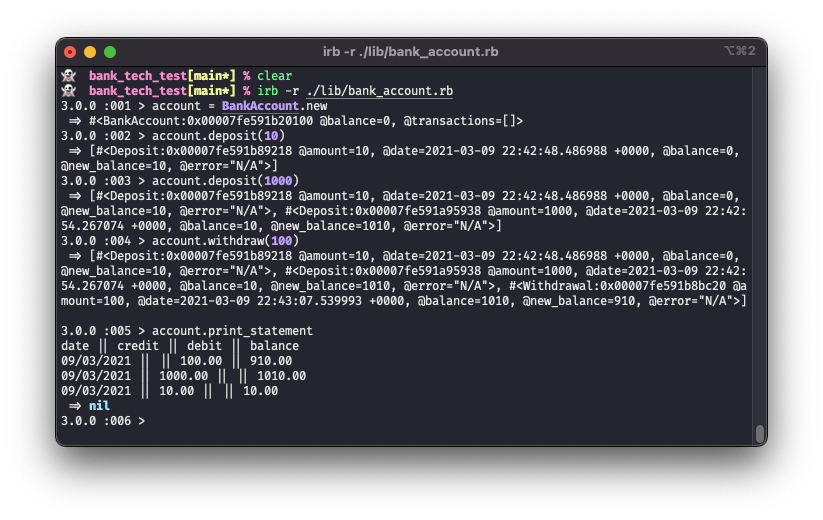 irb -r ./lib/bank_account.rb
⌥⌘2
bank_tech_test[main*] % clear
bank_tech_test[main*] % irb -r ./lib/bank_account.rb
3.0.0 :001 > account = BankAccount.new
=> #<BankAccount:0x00007fe591b20100 @balance=0, @transactions=[]>
3.0.0 :002 > account.deposit(10)
=> [#<Deposit:0x00007fe591b89218 @amount=10, @date=2021-03-09 22:42:48.486988 +0000, @balance=0,
@new_balance=10, @error="N/A">]
3.0.0 :003 > account.deposit(1000)
=> [#<Deposit:0x00007fe591b89218 @amount=10, @date=2021-03-09 22:42:48.486988 +0000, @balance=0,
@new_balance=10, @error="N/A">, #<Deposit:0x00007fe591a95938 @amount=1000, @date=2021-03-09 22:42:
54.267074 +0000, @balance=10, @new_balance=1010, @error="N/A">]
3.0.0 :004 > account.withdraw(100)
=> [#<Deposit:0x00007fe591b89218 @amount=10, @date=2021-03-09 22:42:48.486988 +0000, @balance=0,
@new_balance=10, @error="N/A">, #<Deposit:0x00007fe591a95938 @amount=1000, @date=2021-03-09 22:42:
54.267074 +0000, @balance=10, @new_balance=1010, @error="N/A">, #<Withdrawal:0x00007fe591b8bc20 @a
mount=100, @date=2021-03-09 22:43:07.539993 +0000, @balance=1010, @new_balance=910, @error="N/A">]
3.0.0 :005 > account.print_statement
date || credit || debit || balance
09/03/2021 || || 100.00 || 910.00
09/03/2021 || 1000.00 || || 1010.00
09/03/2021 || 10.00 || || 10.00
=> nil
3.0.0 :006 >